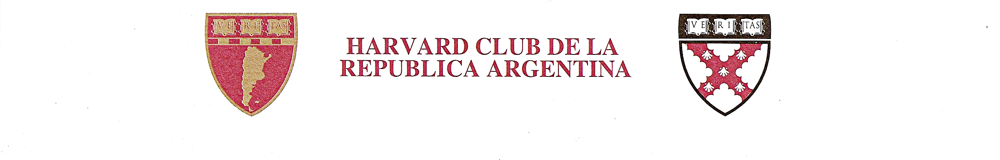 VE RI TAS
HARVARD CLUB DE LA
REPUBLICA ARGENTINA
VE RI TAS